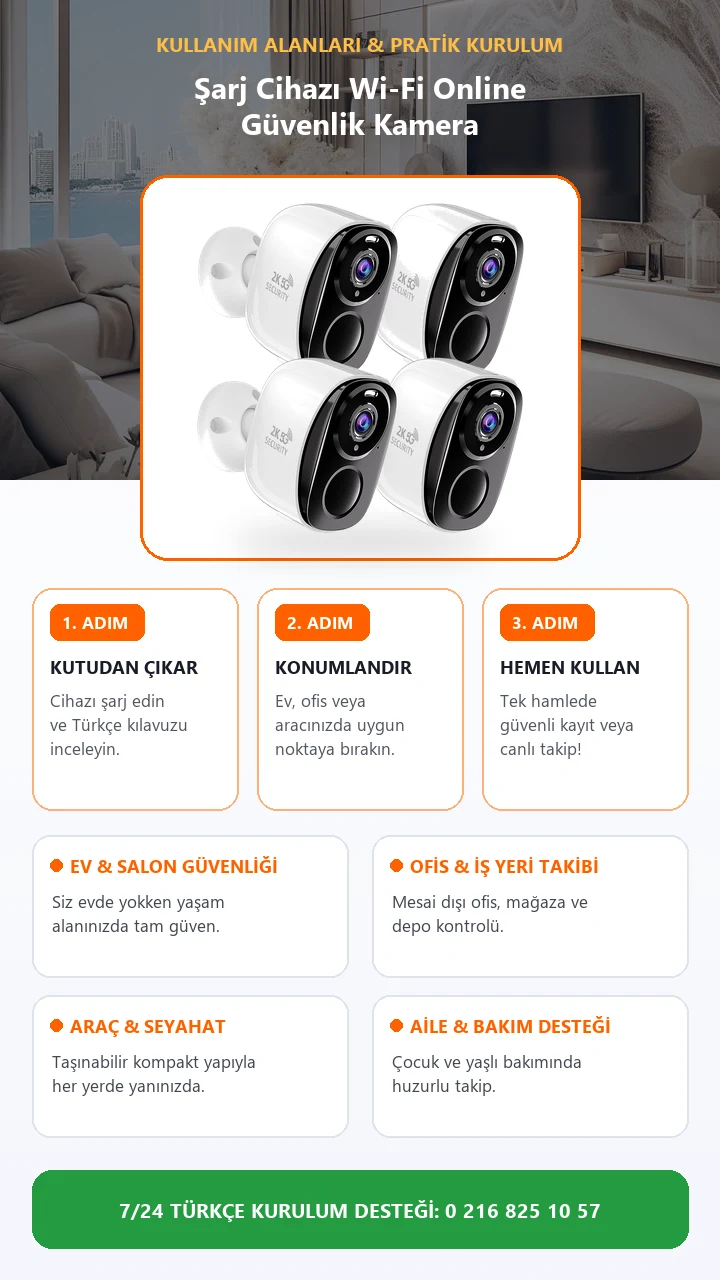 KULLANIM ALANLARI & PRATİK KURULUM
Şarj Cihazı Wi-Fi Online
Güvenlik Kamera
2K 5G
SECURITY
2K 5G
SECURITY
2K 5G
SECURITY
2K 5G
SECURITY
1. ADIM
KUTUDAN ÇIKAR
Cihazı şarj edin
ve Türkçe kılavuzu
inceleyin.
2. ADIM
KONUMLANDIR
Ev, ofis veya
aracınızda uygun
noktaya bırakın.
3. ADIM
HEMEN KULLAN
Tek hamlede
güvenli kayıt veya
canlı takip!
EV & SALON GÜVENLİĞİ
Siz evde yokken yaşam
alanınızda tam güven.
OFİS & İŞ YERİ TAKİBİ
Mesai dışı ofis, mağaza ve
depo kontrolü.
ARAÇ & SEYAHAT
Taşınabilir kompakt yapıyla
her yerde yanınızda.
AİLE & BAKIM DESTEĞİ
Çocuk ve yaşlı bakımında
huzurlu takip.
7/24 TÜRKÇE KURULUM DESTEĞİ: 0 216 825 10 57